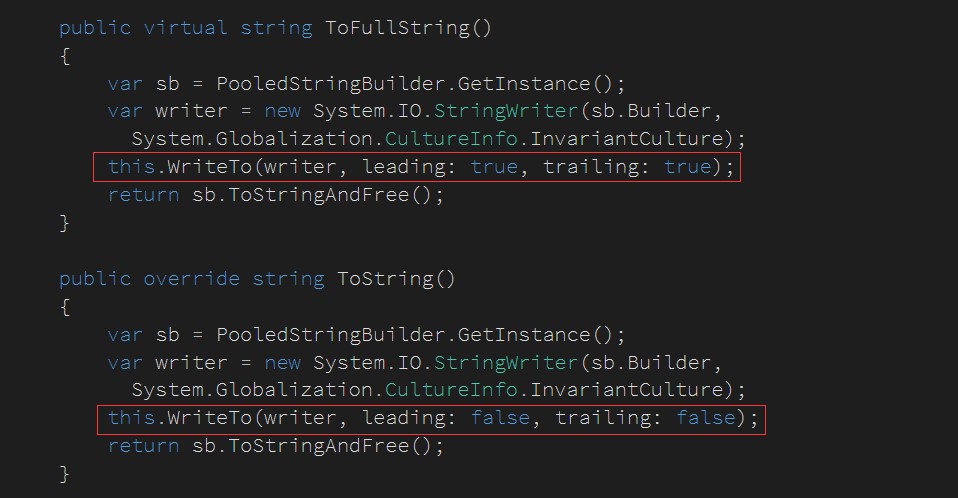 public virtual string ToFullString()
{
var sb = PooledStringBuilder.GetInstance();
var writer = new System.IO.StringWriter(sb.Builder,
System.Globalization.CultureInfo.InvariantCulture);
this.WriteTo(writer, leading: true, trailing: true);
return sb.ToStringAndFree();
}
public override string ToString()
{
var sb = PooledStringBuilder.GetInstance();
var writer = new System.IO.StringWriter(sb.Builder,
System.Globalization.CultureInfo.InvariantCulture);
this.WriteTo(writer, leading: false, trailing: false);
return sb.ToStringAndFree();
}